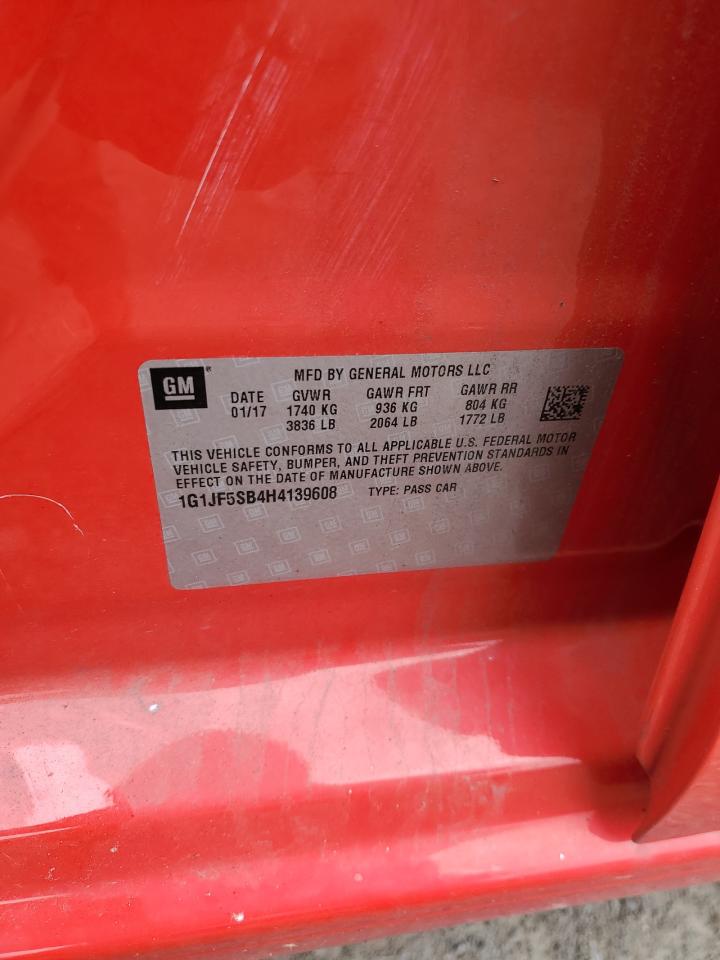 GM
MFD BY GENERAL MOTORS LLC
DATE GVWR GAWR FRT GAWR RR
01/17 1740 KG 936 KG 804 KG
3836 LB 2064 LB 1772 LB
THIS VEHICLE CONFORMS TO ALL APPLICABLE U.S. FEDERAL MOTOR
VEHICLE SAFETY, BUMPER, AND THEFT PREVENTION STANDARDS IN
EFFECT ON THE DATE OF MANUFACTURE SHOWN ABOVE.
1G1JF5SB4H4139608 TYPE: PASS CAR